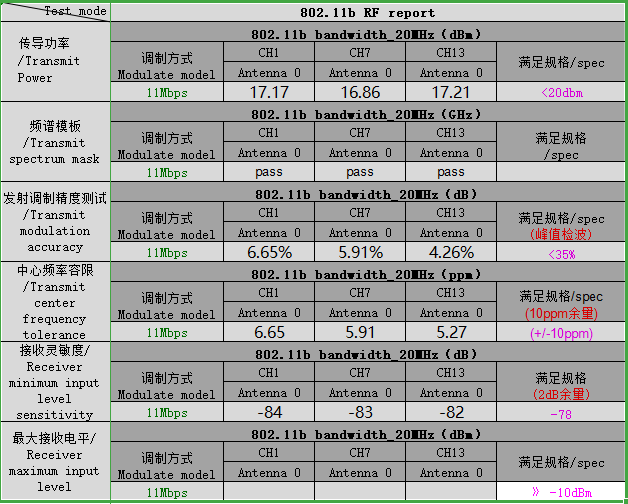 Test mode
802.11b RF report
传导功率
/Transmit
Power
802.11b bandwidth_20MHz (dBm)
调制方式
Modulate model
CH1
CH7
CH13
满足规格/spec
Antenna 0
Antenna 0
Antenna 0
11Mbps
17.17
16.86
17.21
<20dbm
频谱模板
/Transmit
spectrum mask
802.11b bandwidth_20MHz (GHz)
调制方式
Modulate model
CH1
CH7
CH13
满足规格
/spec
Antenna 0
Antenna 0
Antenna 0
11Mbps
pass
pass
pass
发射调制精度测试
/Transmit
modulation
accuracy
802.11b bandwidth_20MHz (dB)
调制方式
Modulate model
CH1
CH7
CH13
满足规格/spec
(峰值检波)
Antenna 0
Antenna 0
Antenna 0
11Mbps
6.65%
5.91%
4.26%
<35%
中心频率容限
/Transmit
center
frequency
tolerance
802.11b bandwidth_20MHz (ppm)
调制方式
Modulate model
CH1
CH7
CH13
满足规格/spec
(10ppm余量)
Antenna 0
Antenna 0
Antenna 0
11Mbps
6.65
5.91
5.27
(+/-10ppm)
接收灵敏度/
Receiver
minimum input
level
sensitivity
802.11b bandwidth_20MHz (dB)
调制方式
Modulate model
CH1
CH7
CH13
满足规格
(2dB余量)
Antenna 0
Antenna 0
Antenna 0
11Mbps
-84
-83
-82
-78
最大接收电平/
Receiver
maximum input
level
802.11b bandwidth_20MHz (dBm)
调制方式
Modulate model
CH1
CH7
CH13
满足规格/spec
Antenna 0
Antenna 0
Antenna 0
11Mbps
》 -10dBm